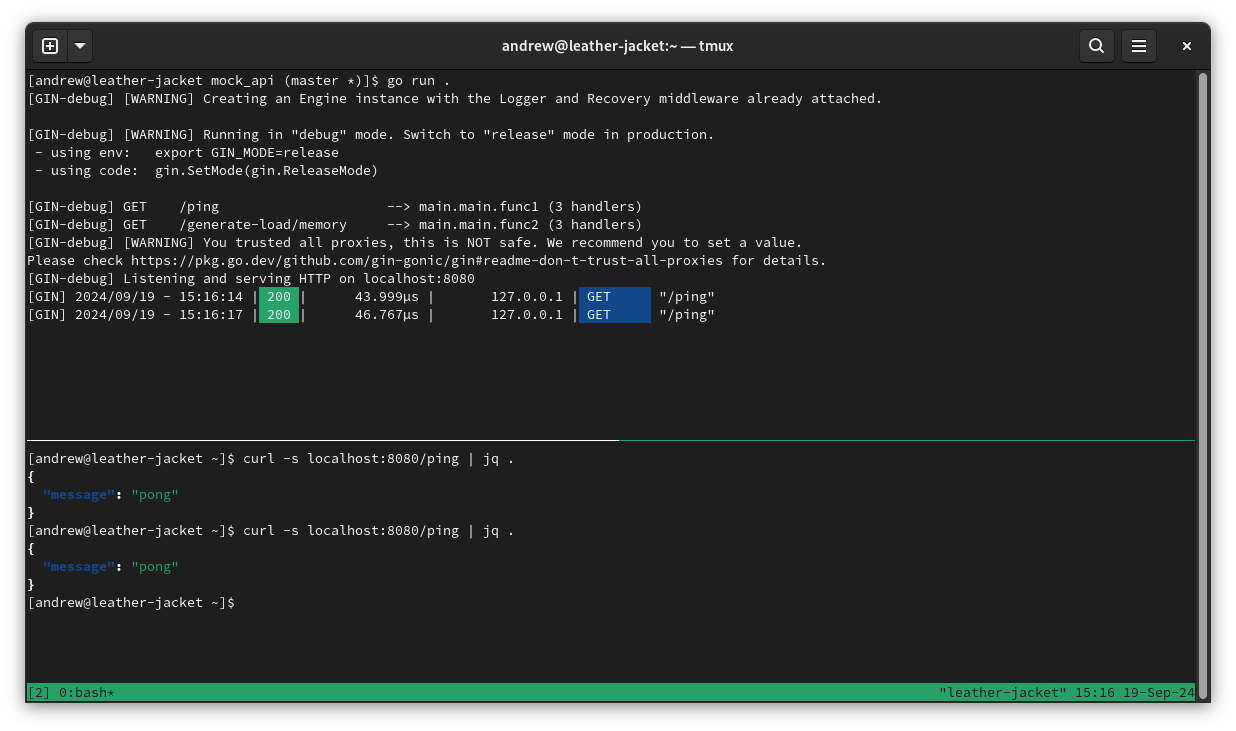 andrew@leather-jacket:~ — tmux
[andrew@leather-jacket mock_api (master *)]$ go run .
[GIN-debug] [WARNING] Creating an Engine instance with the Logger and Recovery middleware already attached.
[GIN-debug] [WARNING] Running in "debug" mode. Switch to "release" mode in production.
 - using env:   export GIN_MODE=release
 - using code:  gin.SetMode(gin.ReleaseMode)
[GIN-debug] GET    /ping                     --> main.main.func1 (3 handlers)
[GIN-debug] GET    /generate-load/memory     --> main.main.func2 (3 handlers)
[GIN-debug] [WARNING] You trusted all proxies, this is NOT safe. We recommend you to set a value.
Please check https://pkg.go.dev/github.com/gin-gonic/gin#readme-don-t-trust-all-proxies for details.
[GIN-debug] Listening and serving HTTP on localhost:8080
[GIN] 2024/09/19 - 15:16:14 | 200 |      43.999µs |       127.0.0.1 | GET      "/ping"
[GIN] 2024/09/19 - 15:16:17 | 200 |      46.767µs |       127.0.0.1 | GET      "/ping"
[andrew@leather-jacket ~]$ curl -s localhost:8080/ping | jq .
{
  "message": "pong"
}
[andrew@leather-jacket ~]$ curl -s localhost:8080/ping | jq .
{
  "message": "pong"
}
[andrew@leather-jacket ~]$
[2] 0:bash* "leather-jacket" 15:16 19-Sep-24